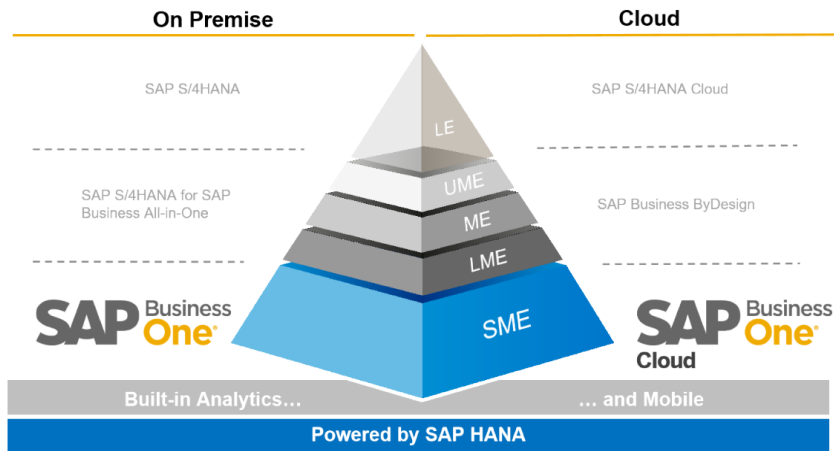 On Premise
Cloud
SAP S/4HANA
SAP S/4HANA Cloud
LE
UME
SAP S/4HANA for SAP
Business All-in-One
SAP Business ByDesign
ME
LME
SAP Business One®
SME
SAP Business One®
Cloud
Built-in Analytics…
… and Mobile
Powered by SAP HANA